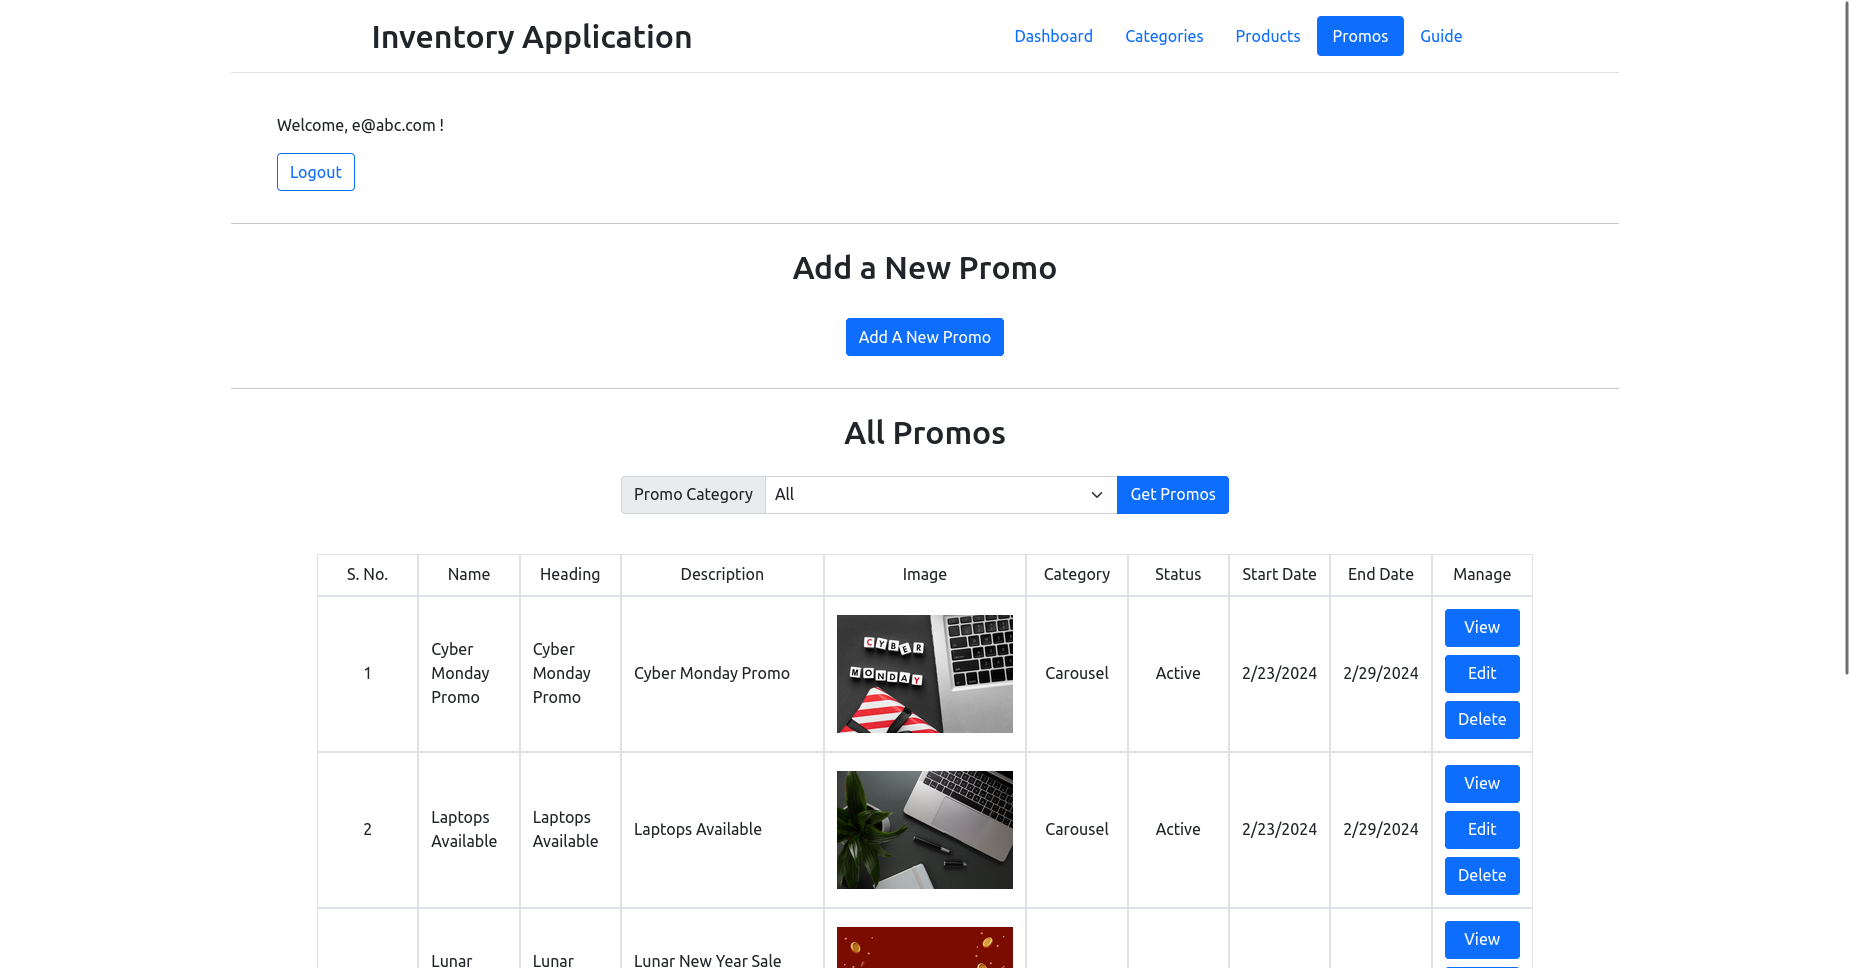 Inventory Application
Dashboard Categories Products Promos Guide
Welcome, e@abc.com !
Logout
Add a New Promo
Add A New Promo
All Promos
Promo Category All Get Promos
S. No. Name Heading Description Image Category Status Start Date End Date Manage
1
Cyber
Monday
Promo
Cyber
Monday
Promo
Cyber Monday Promo
CYBER
MONDAY
Carousel
Active
2/23/2024
2/29/2024
View
Edit
Delete
2
Laptops
Available
Laptops
Available
Laptops Available
Carousel
Active
2/23/2024
2/29/2024
View
Edit
Delete
Lunar
Lunar
Lunar New Year Sale
View